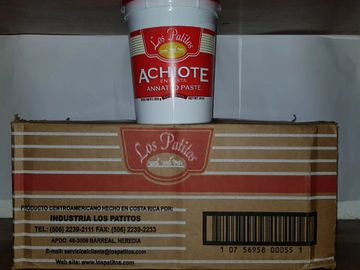 Los Patitos
ACHIOTE
EN PASTA
ANNATTO PASTE
Los Patitos
PRODUCTO CENTROAMERICANO HECHO EN COSTA RICA POR:
INDUSTRIA LOS PATITOS
TEL: (506) 2239-2111 FAX: (506) 2239-2233
APDO. 46-3006 BARREAL, HEREDIA
E-mail: servicioalcliente@lospatitos.com
Web site: www.lospatitos.com
1 07 56958 00055 1